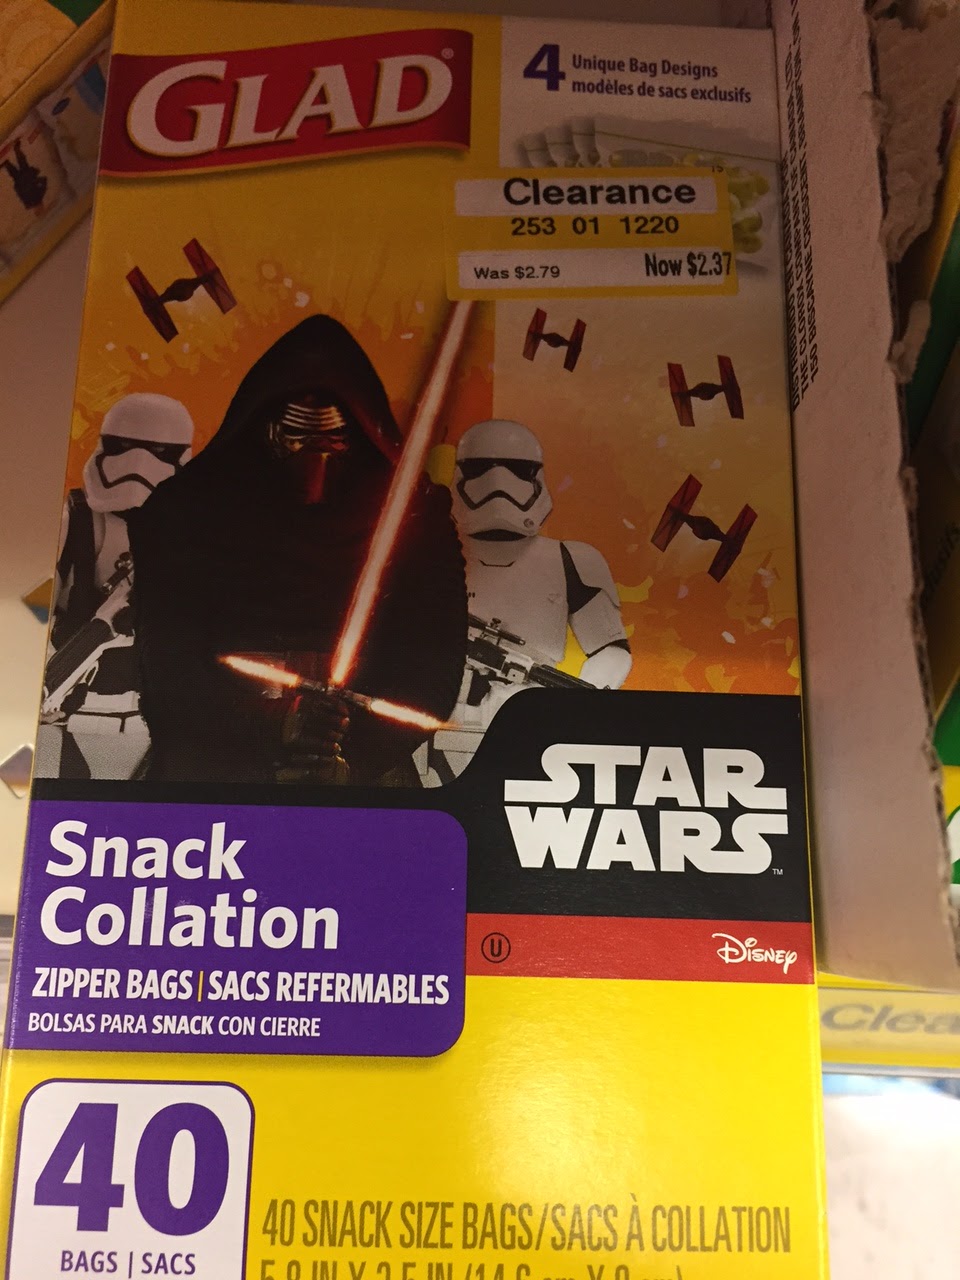 GLAD®
4 Unique Bag Designs
modèles de sacs exclusifs
Clearance
253 01 1220
Was $2.79 Now $2.37
STAR
WARS™
Snack
Collation
ZIPPER BAGS | SACS REFERMABLES
BOLSAS PARA SNACK CON CIERRE
U
Disney
40
BAGS | SACS
40 SNACK SIZE BAGS/SACS À COLLATION
Clea